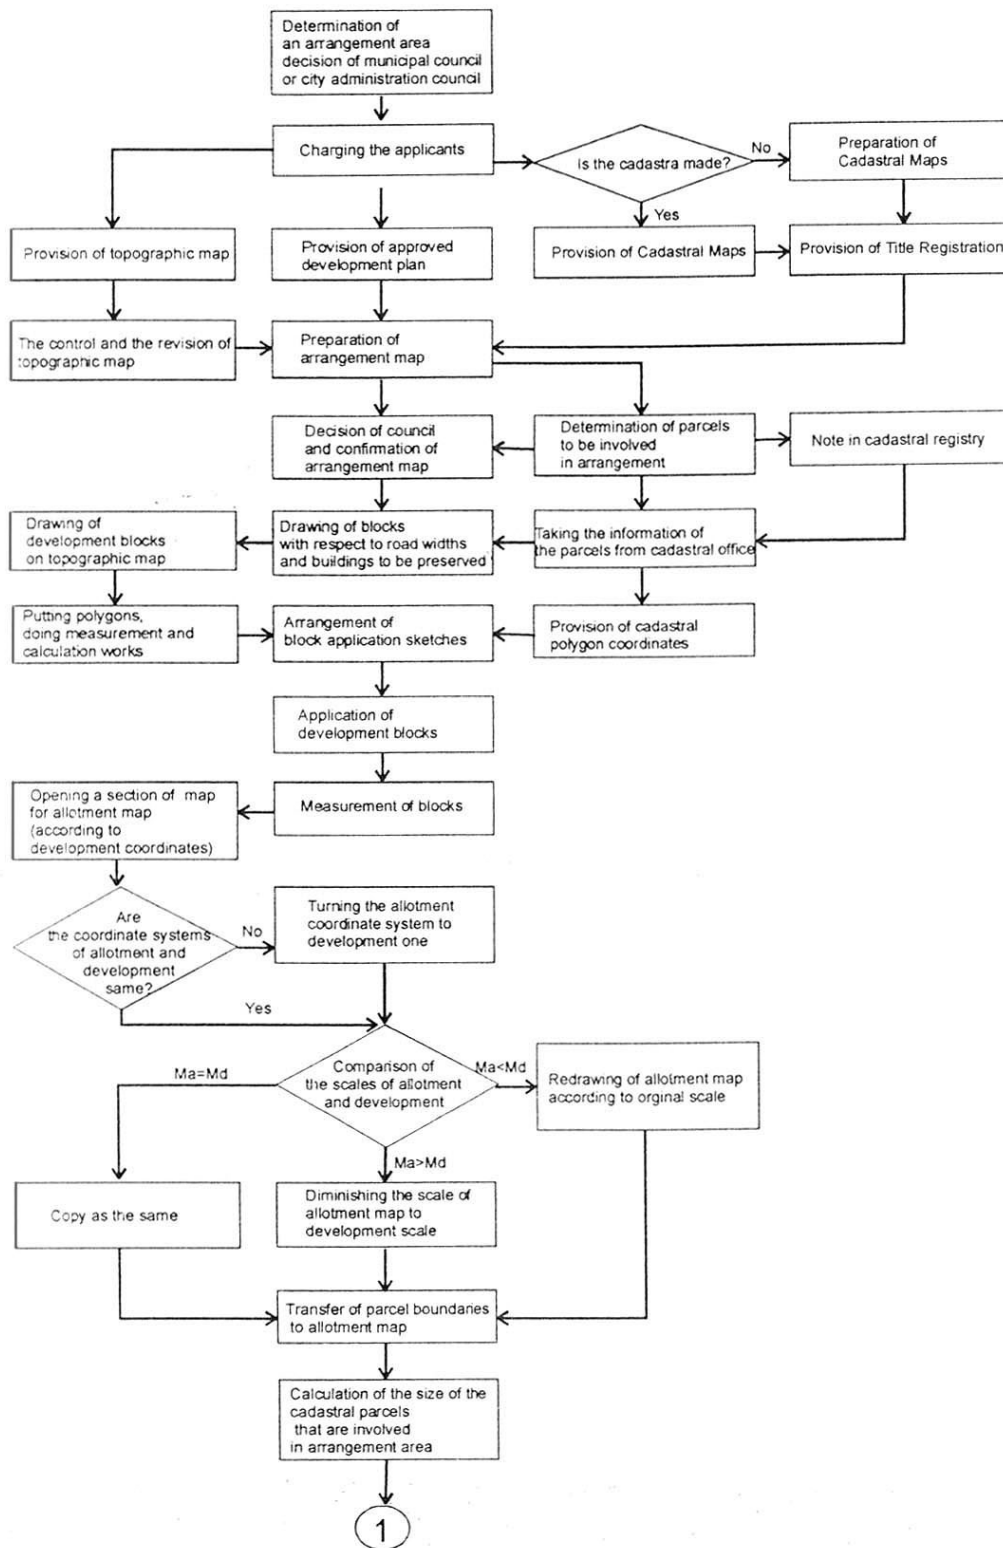 Determination of
an arrangement area
decision of municipal council
or city administration council
Charging the applicants
Is the cadastra made?
No
Preparation of
Cadastral Maps
Yes
Provision of topographic map
Provision of approved
development plan
Provision of Cadastral Maps
Provision of Title Registration
The control and the revision of
topographic map
Preparation of
arrangement map
Decision of council
and confirmation of
arrangement map
Determination of parcels
to be involved
in arrangement
Note in cadastral registry
Drawing of
development blocks
on topographic map
Drawing of blocks
with respect to road widths
and buildings to be preserved
Taking the information of
the parcels from cadastral office
Putting polygons,
doing measurement and
calculation works
Arrangement of
block application sketches
Provision of cadastral
polygon coordinates
Application of
development blocks
Opening a section of map
for allotment map
(according to
development coordinates)
Measurement of blocks
Are
the coordinate systems
of allotment and
development
same?
No
Turning the allotment
coordinate system to
development one
Yes
Ma=Md
Comparison of
the scales of allotment
and development
Ma<Md
Redrawing of allotment map
according to orginal scale
Ma>Md
Copy as the same
Diminishing the scale of
allotment map to
development scale
Transfer of parcel boundaries
to allotment map
Calculation of the size of the
cadastral parcels
that are involved
in arrangement area
1